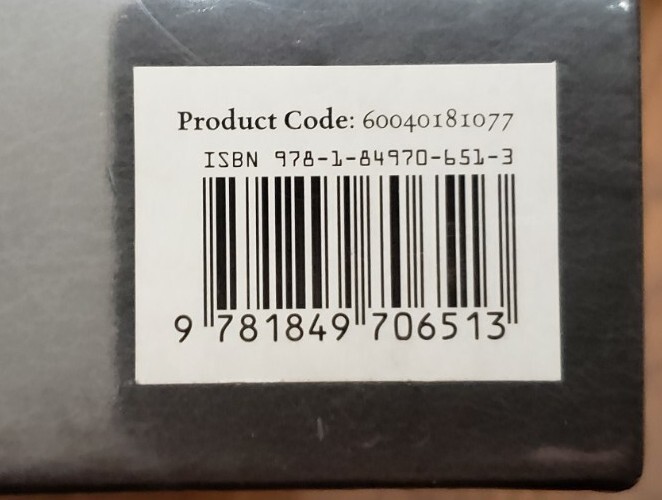 Product Code: 60040181077
ISBN 978-1-84970-651-3
9 781849 706513